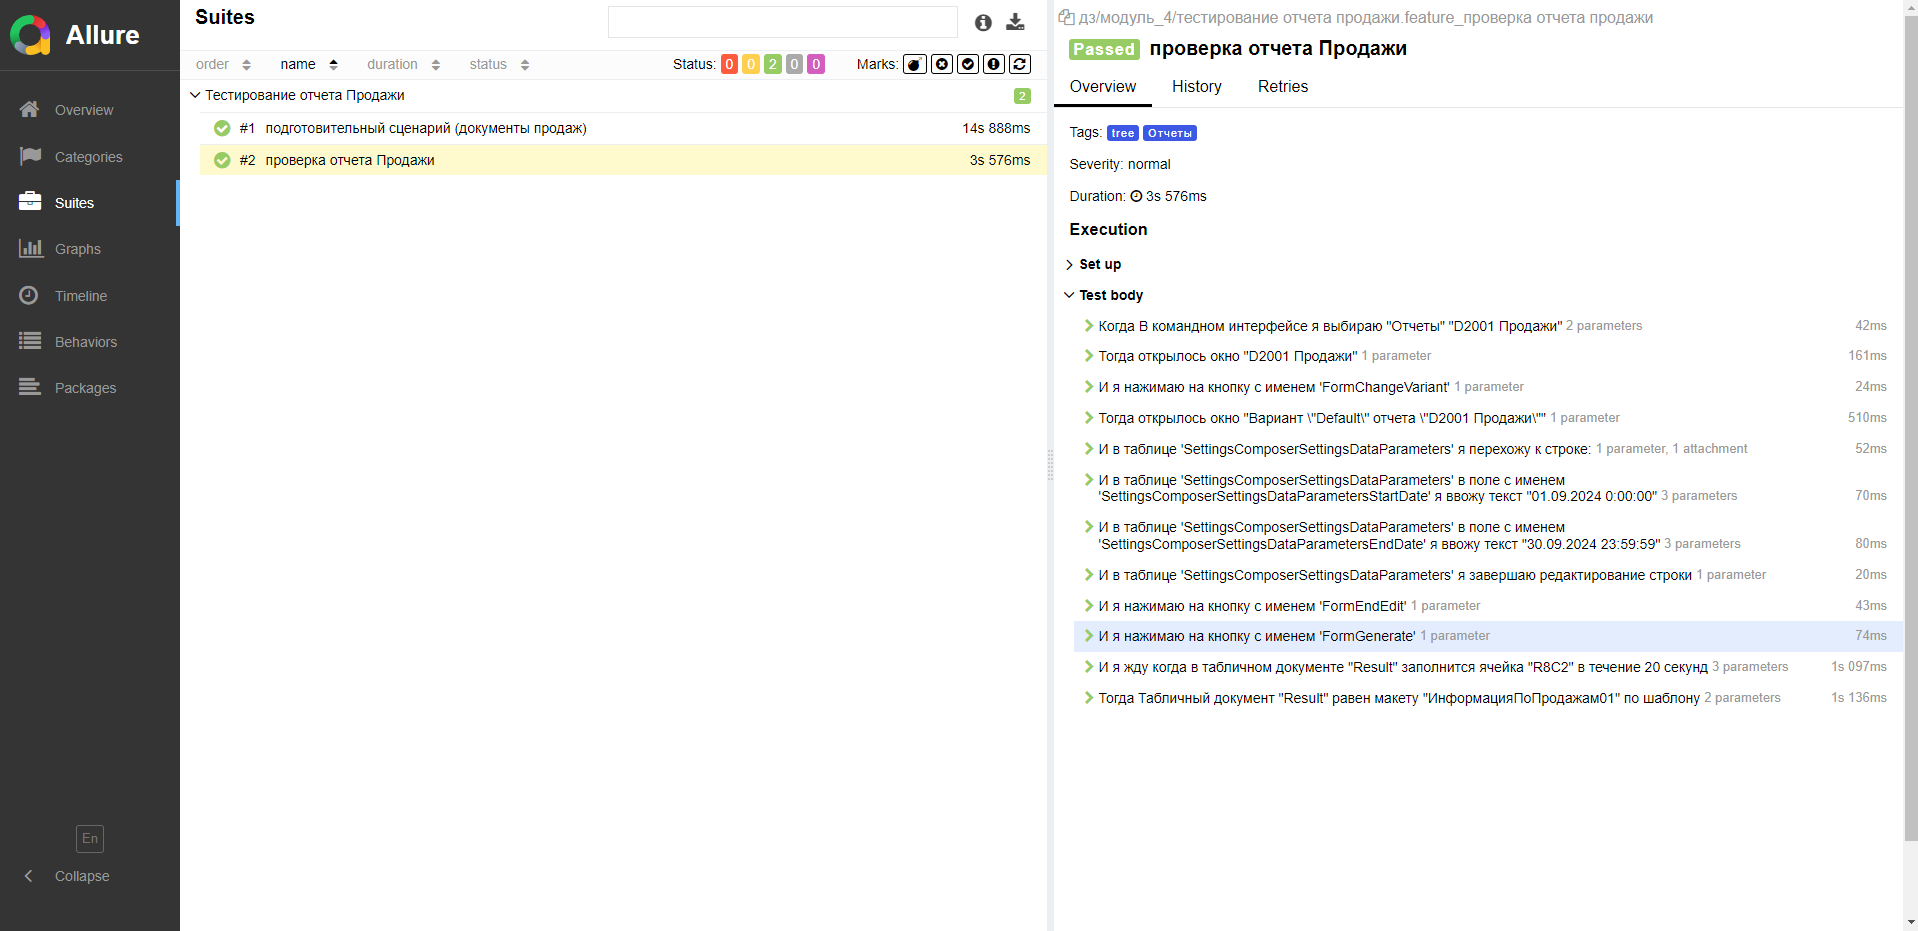 Allure
Overview
Categories
Suites
Graphs
Timeline
Behaviors
Packages
En
Collapse
Suites
order name duration status Status: 0 0 2 0 0 Marks:
Тестирование отчета Продажи 2
#1 подготовительный сценарий (документы продаж) 14s 888ms
#2 проверка отчета Продажи 3s 576ms
дз/модуль_4/тестирование отчета продажи.feature_проверка отчета продажи
Passed проверка отчета Продажи
Overview History Retries
Tags: tree Отчеты
Severity: normal
Duration: 3s 576ms
Execution
Set up
Test body
Когда В командном интерфейсе я выбираю "Отчеты" "D2001 Продажи" 2 parameters 42ms
Тогда открылось окно "D2001 Продажи" 1 parameter 161ms
И я нажимаю на кнопку с именем 'FormChangeVariant' 1 parameter 24ms
Тогда открылось окно "Вариант \"Default\" отчета \"D2001 Продажи\"" 1 parameter 510ms
И в таблице 'SettingsComposerSettingsDataParameters' я перехожу к строке: 1 parameter, 1 attachment 52ms
И в таблице 'SettingsComposerSettingsDataParameters' в поле с именем
'SettingsComposerSettingsDataParametersStartDate' я ввожу текст "01.09.2024 0:00:00" 3 parameters 70ms
И в таблице 'SettingsComposerSettingsDataParameters' в поле с именем
'SettingsComposerSettingsDataParametersEndDate' я ввожу текст "30.09.2024 23:59:59" 3 parameters 80ms
И в таблице 'SettingsComposerSettingsDataParameters' я завершаю редактирование строки 1 parameter 20ms
И я нажимаю на кнопку с именем 'FormEndEdit' 1 parameter 43ms
И я нажимаю на кнопку с именем 'FormGenerate' 1 parameter 74ms
И я жду когда в табличном документе "Result" заполнится ячейка "R8C2" в течение 20 секунд 3 parameters 1s 097ms
Тогда Табличный документ "Result" равен макету "ИнформацияПоПродажам01" по шаблону 2 parameters 1s 136ms